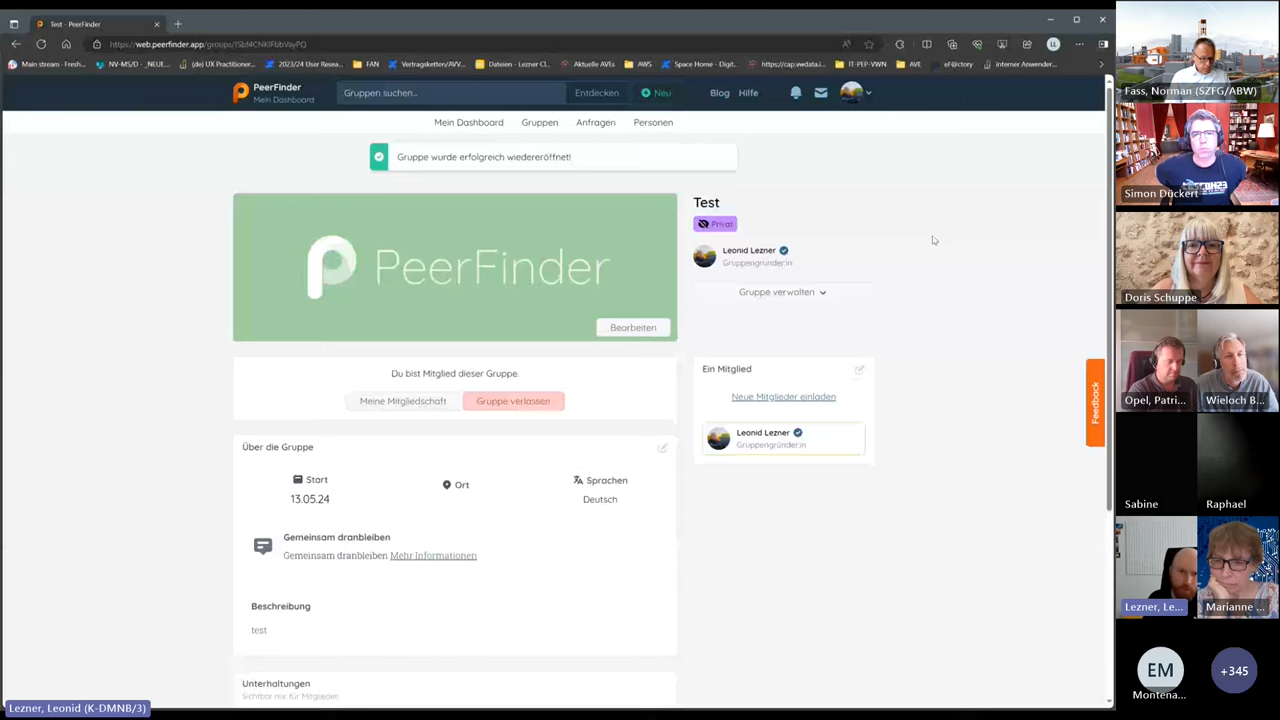 Test - PeerFinder
https://web.peerfinder.app/groups/
Main stream - Fresh...
NV-MS/D - _NEUE...
(de) UX Practitioner...
2023/24 User Resea...
FAN
Vertragsketten/AVV...
Dateien - Lezner Cl...
Aktuelle AVEs
AWS
Space Home - Digit...
https://cap.vwdata.i...
IT-PEP-VWN
AVE
eF@ctory
interner Anwender...
PeerFinder
Mein Dashboard
Gruppen suchen...
Entdecken
Neu
Blog
Hilfe
Mein Dashboard
Gruppen
Anfragen
Personen
Gruppe wurde erfolgreich wiedereröffnet!
PeerFinder
Bearbeiten
Test
Privat
Leonid Lezner
Gruppengründer:in
Gruppe verwalten
Du bist Mitglied dieser Gruppe.
Meine Mitgliedschaft
Gruppe verlassen
Ein Mitglied
Neue Mitglieder einladen
Leonid Lezner
Gruppengründer:in
Über die Gruppe
Start
13.05.24
Ort
Sprachen
Deutsch
Gemeinsam dranbleiben
Gemeinsam dranbleiben Mehr Informationen
Beschreibung
test
Unterhaltungen
Sichtbar nur für Mitglieder
Feedback
Lezner, Leonid (K-DMNB/3)
Fass, Norman (SZFG/ABW)
Simon Dückert
Doris Schuppe
Opel, Patri...
Wieloch B...
Sabine
Raphael
Lezner, Le...
Marianne ...
EM
Montena...
+345